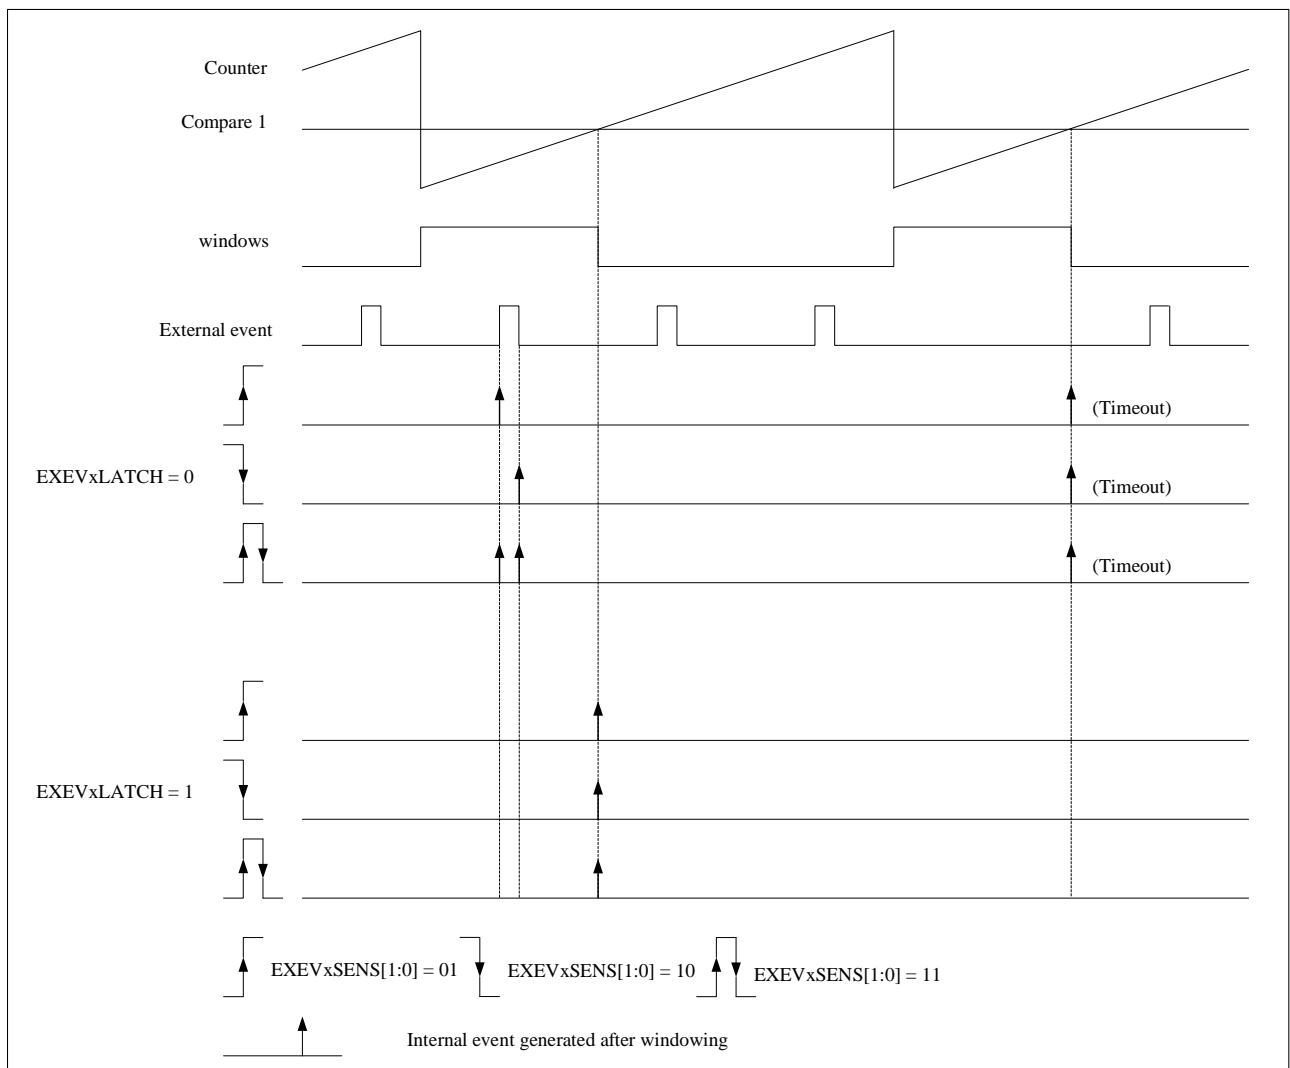 Counter
Compare 1
windows
External event
(Timeout)
EXEVxLATCH = 0
(Timeout)
(Timeout)
EXEVxLATCH = 1
EXEVxSENS[1:0] = 01
EXEVxSENS[1:0] = 10
EXEVxSENS[1:0] = 11
Internal event generated after windowing